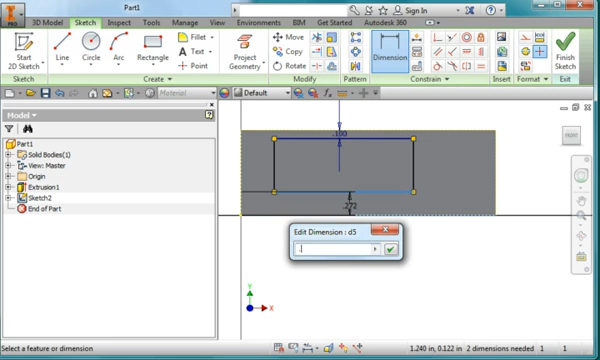 Part1
Sign In
PRO
3D Model Sketch Inspect Tools Manage View Environments BIM Get Started Autodesk 360
Start
2D Sketch
Line
Circle
Arc
Rectangle
Fillet
Text
Point
Project
Geometry
Move
Copy
Rotate
Dimension
Finish
Sketch
Sketch Create Modify Pattern Constrain Insert Format Exit
Material
Default
Model
Part1
Solid Bodies(1)
View: Master
Origin
Extrusion1
Sketch2
End of Part
.100
.272
FRONT
Edit Dimension : d5
.
Y
X
Select a feature or dimension
1.240 in, 0.122 in 2 dimensions needed 1 1